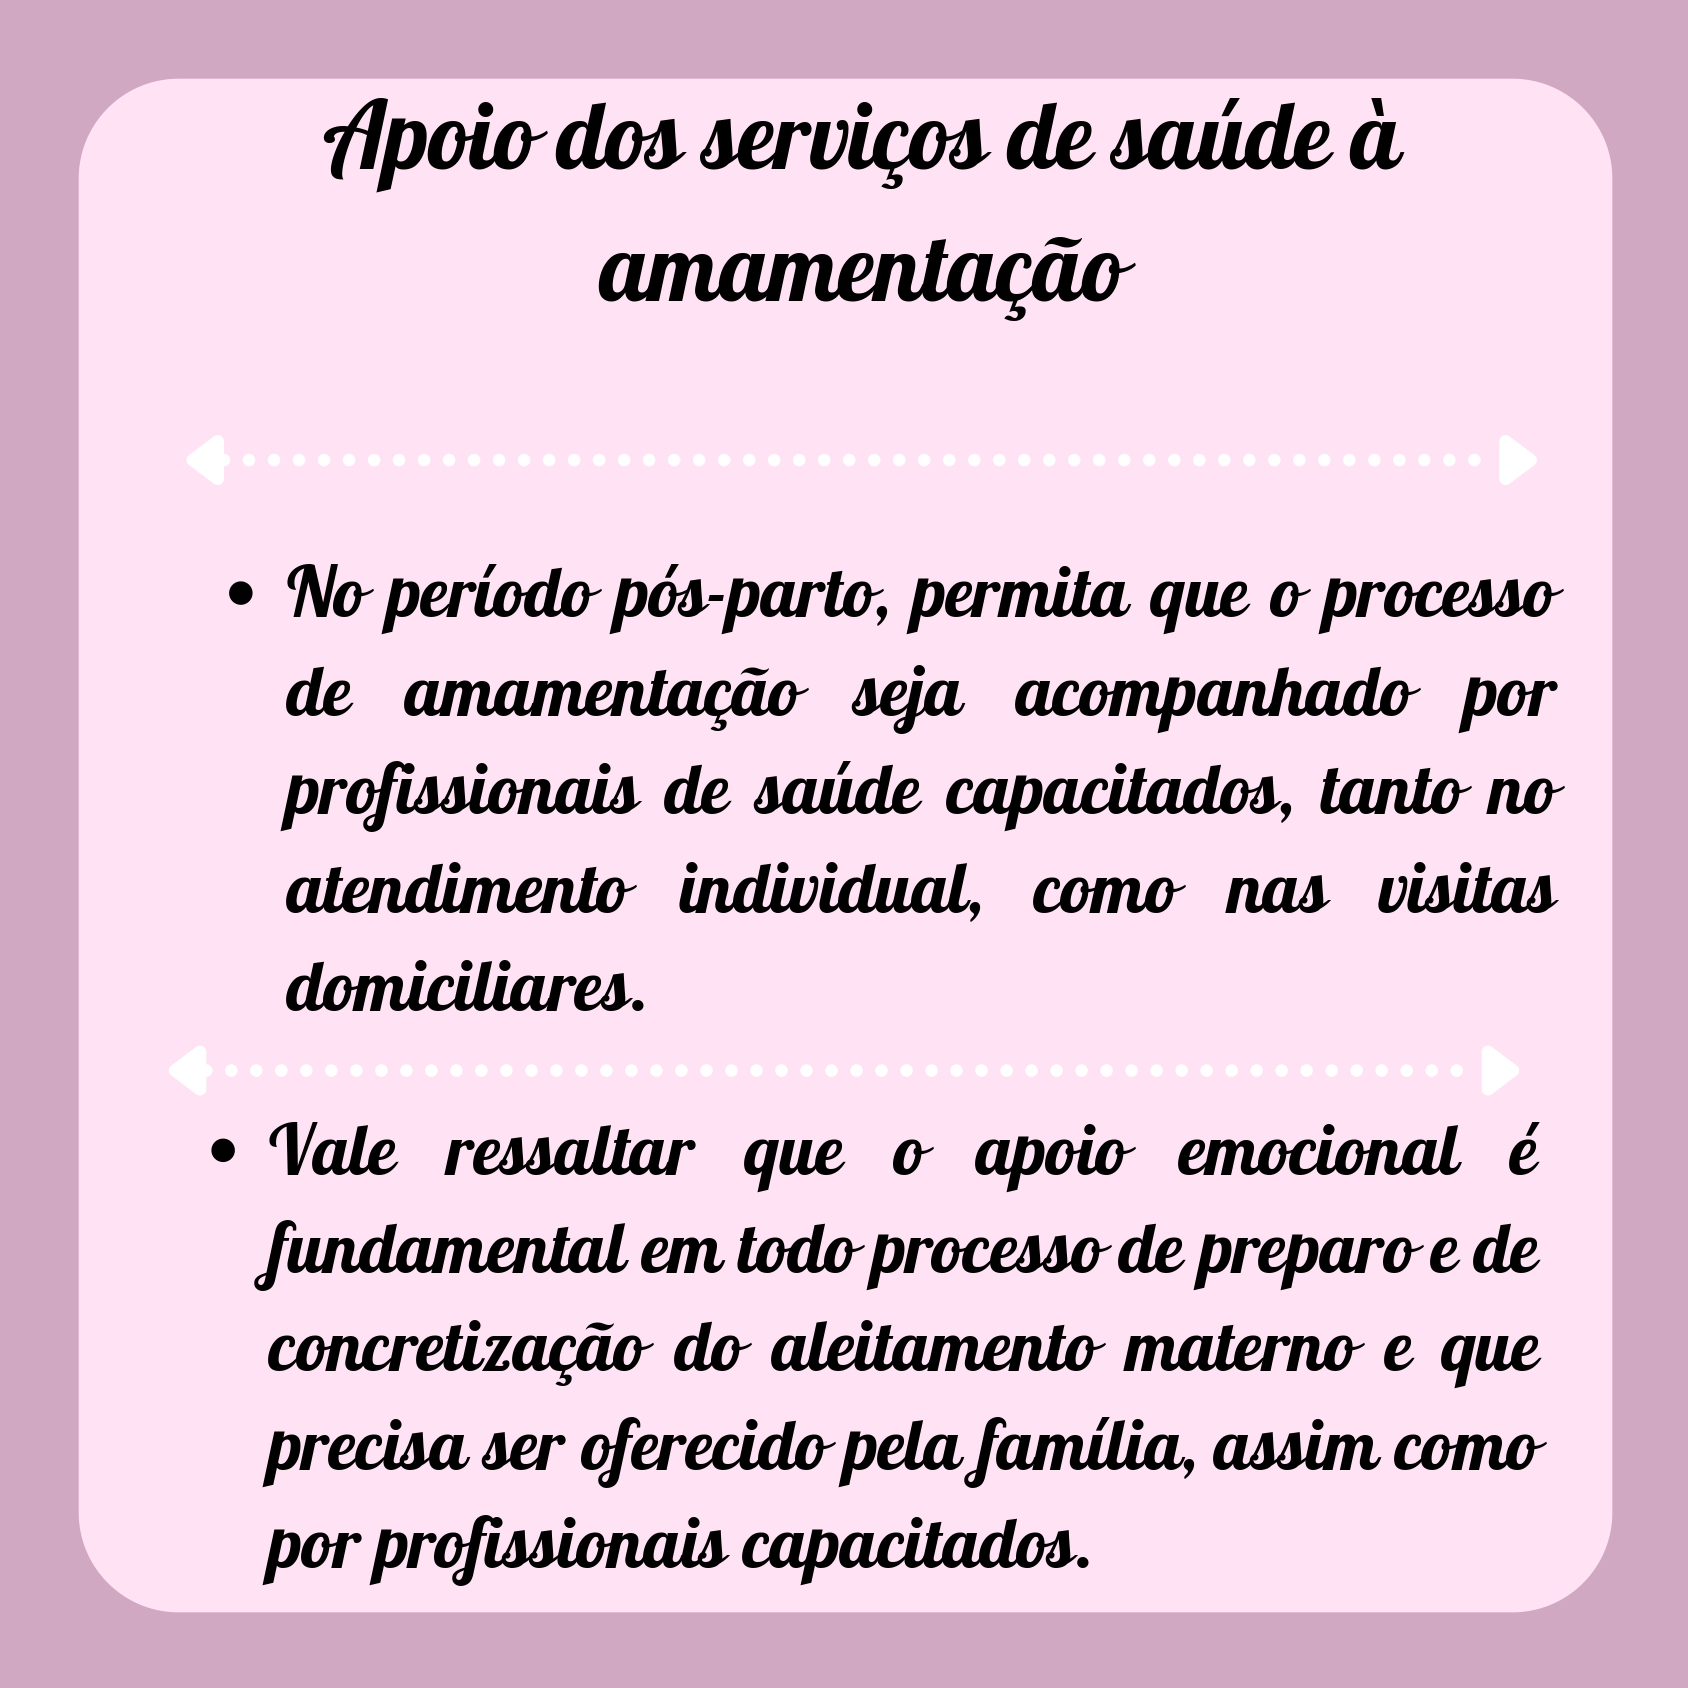 Apoio dos serviços de saúde à
amamentação
• No período pós-parto, permita que o processo
de amamentação seja acompanhado por
profissionais de saúde capacitados, tanto no
atendimento individual, como nas visitas
domiciliares.
• Vale ressaltar que o apoio emocional é
fundamental em todo processo de preparo e de
concretização do aleitamento materno e que
precisa ser oferecido pela família, assim como
por profissionais capacitados.